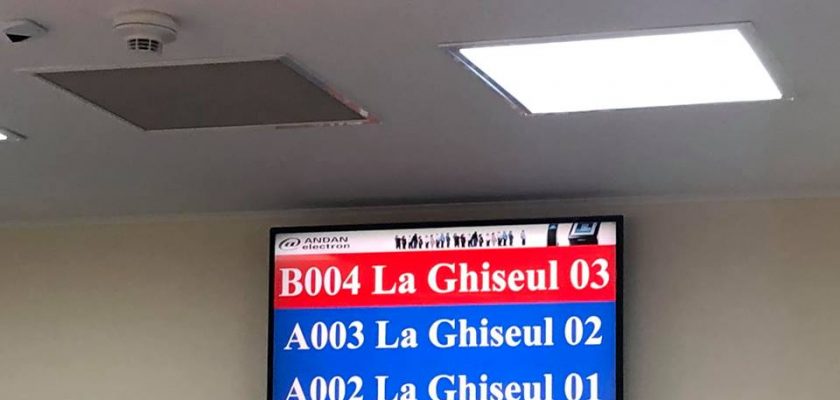 ANDAN
electron
B004 La Ghiseul 03
A003 La Ghiseul 02
A002 La Ghiseul 01